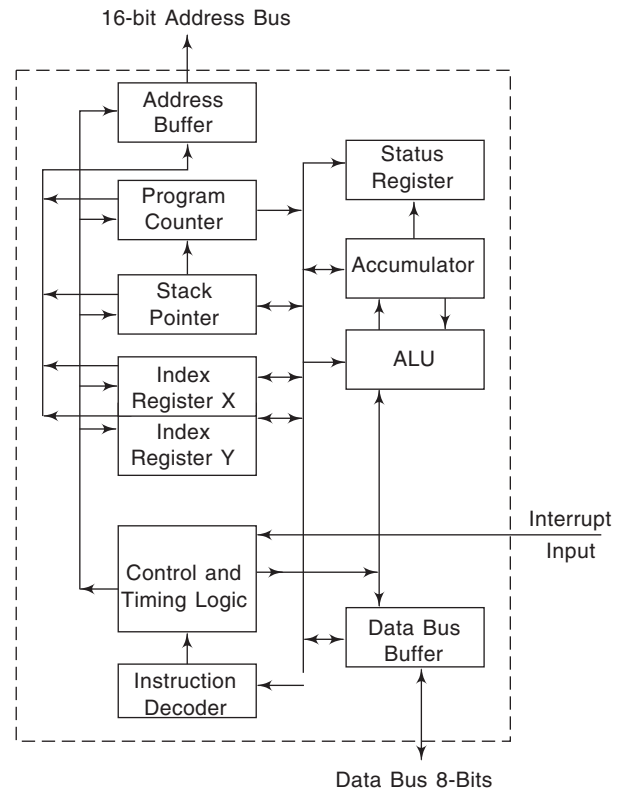 16-bit Address Bus
Address
Buffer
Program
Counter
Stack
Pointer
Index
Register X
Index
Register Y
Control and
Timing Logic
Instruction
Decoder
Status
Register
Accumulator
ALU
Interrupt
Input
Data Bus
Buffer
Data Bus 8-Bits